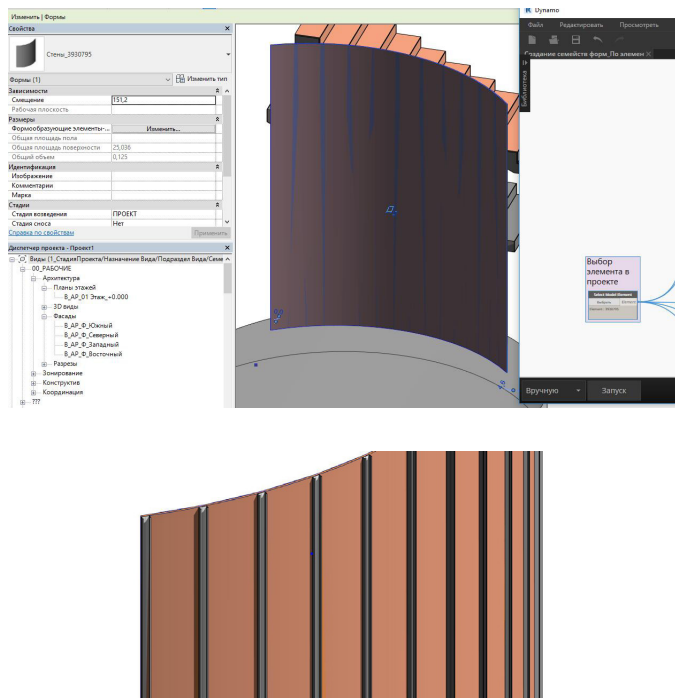 Изменить | Формы
Свойства
Стены_3930795
Формы (1)
Изменить тип
Зависимости
Смещение 151,2
Рабочая плоскость
Размеры
Формообразующие элементы-... Изменить...
Общая площадь пола
Общая площадь поверхности 25,036
Общий объем 0,125
Идентификация
Изображение
Комментарии
Марка
Стадии
Стадия возведения ПРОЕКТ
Стадия сноса Нет
Справка по свойствам Применить
Диспетчер проекта - Проект1
Виды (1_СтадияПроекта/Назначение Вида/Подраздел Вида/Семе
00_РАБОЧИЕ
Архитектура
Планы этажей
В_АР_01 Этаж_+0.000
3D виды
Фасады
В_АР_Ф_Южный
В_АР_Ф_Северный
В_АР_Ф_Западный
В_АР_Ф_Восточный
Разрезы
Зонирование
Конструктив
Координация
???
Dynamo
Файл Редактировать Просмотреть
Создание семейств форм_По элемен
Библиотека
Выбор
элемента в
проекте
Select Model Element
Выбрать Element
Вручную Запуск